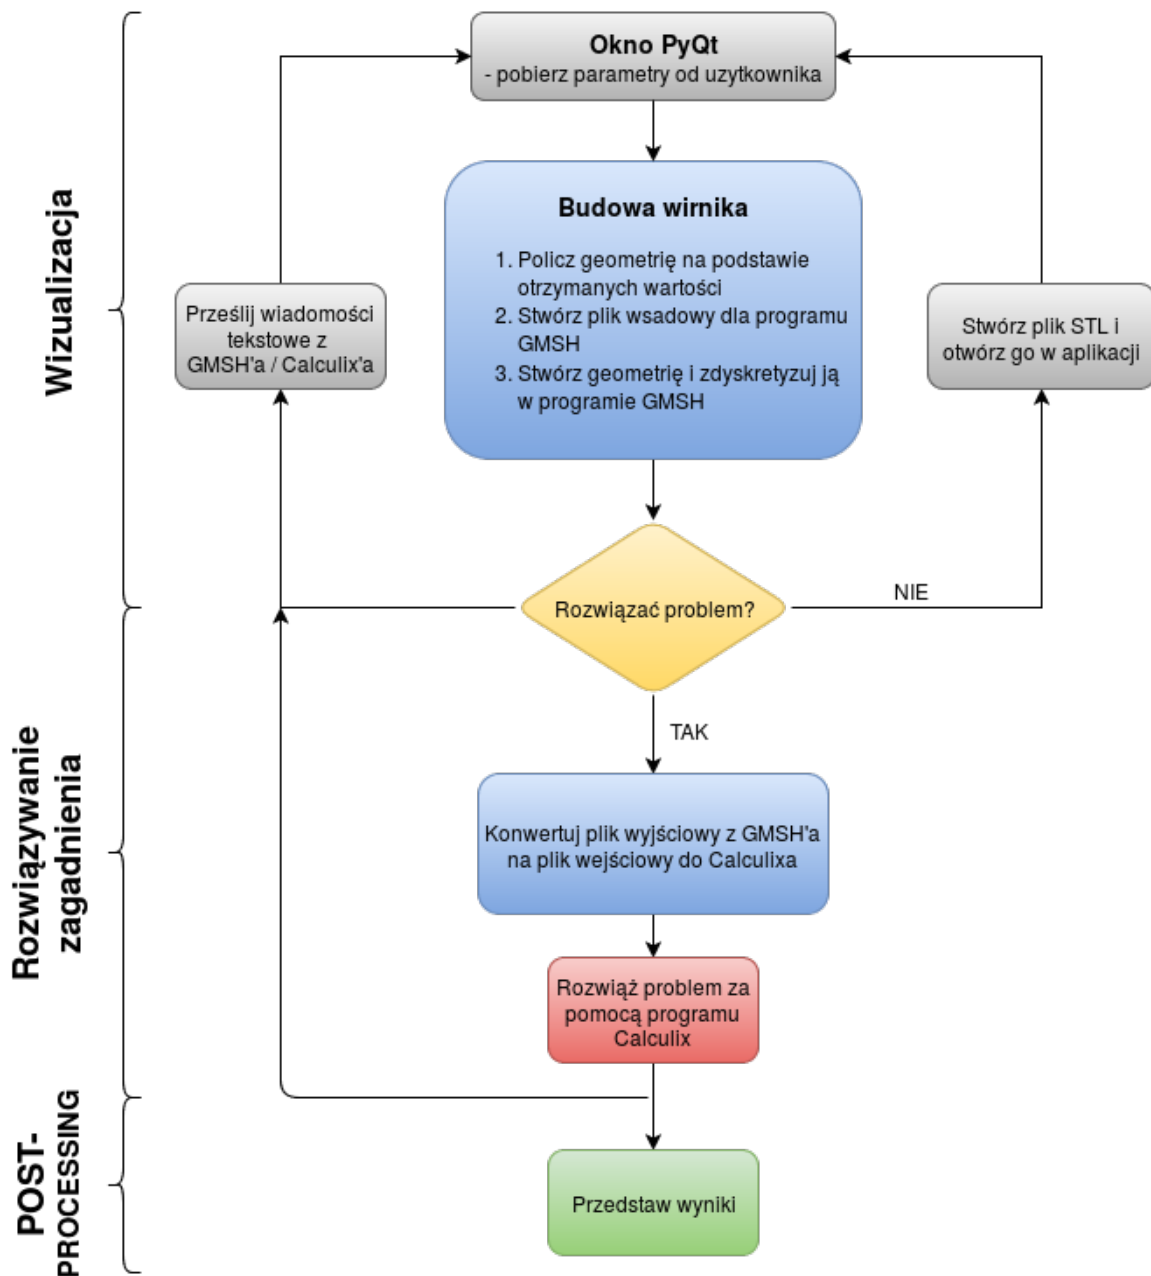 Okno PyQt
- pobierz parametry od uzytkownika
Wizualizacja
Budowa wirnika
1. Policz geometrię na podstawie
otrzymanych wartości
2. Stwórz plik wsadowy dla programu
GMSH
3. Stwórz geometrię i zdyskretyzuj ją
w programie GMSH
Prześlij wiadomości
tekstowe z
GMSH'a / Calculix'a
Stwórz plik STL i
otwórz go w aplikacji
Rozwiązać problem?
NIE
TAK
Rozwiązywanie
zagadnienia
Konwertuj plik wyjściowy z GMSH'a
na plik wejściowy do Calculixa
Rozwiąż problem za
pomocą programu
Calculix
POST-
PROCESSING
Przedstaw wyniki